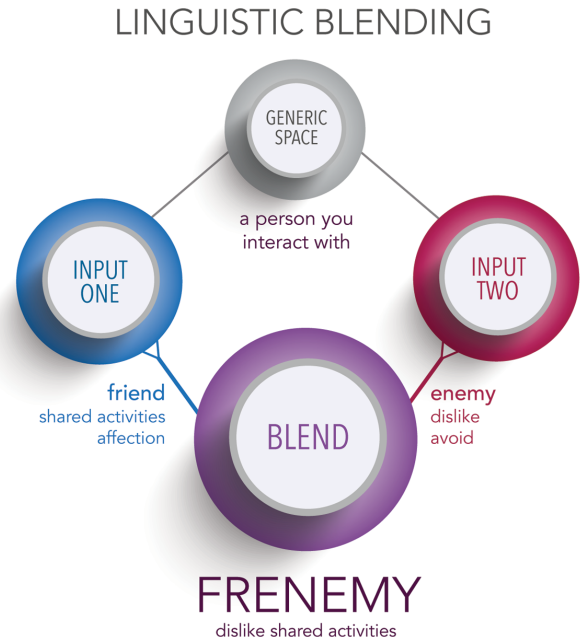 LINGUISTIC BLENDING
GENERIC
SPACE
a person you
interact with
INPUT
ONE
INPUT
TWO
friend
shared activities
affection
enemy
dislike
avoid
BLEND
FRENEMY
dislike shared activities